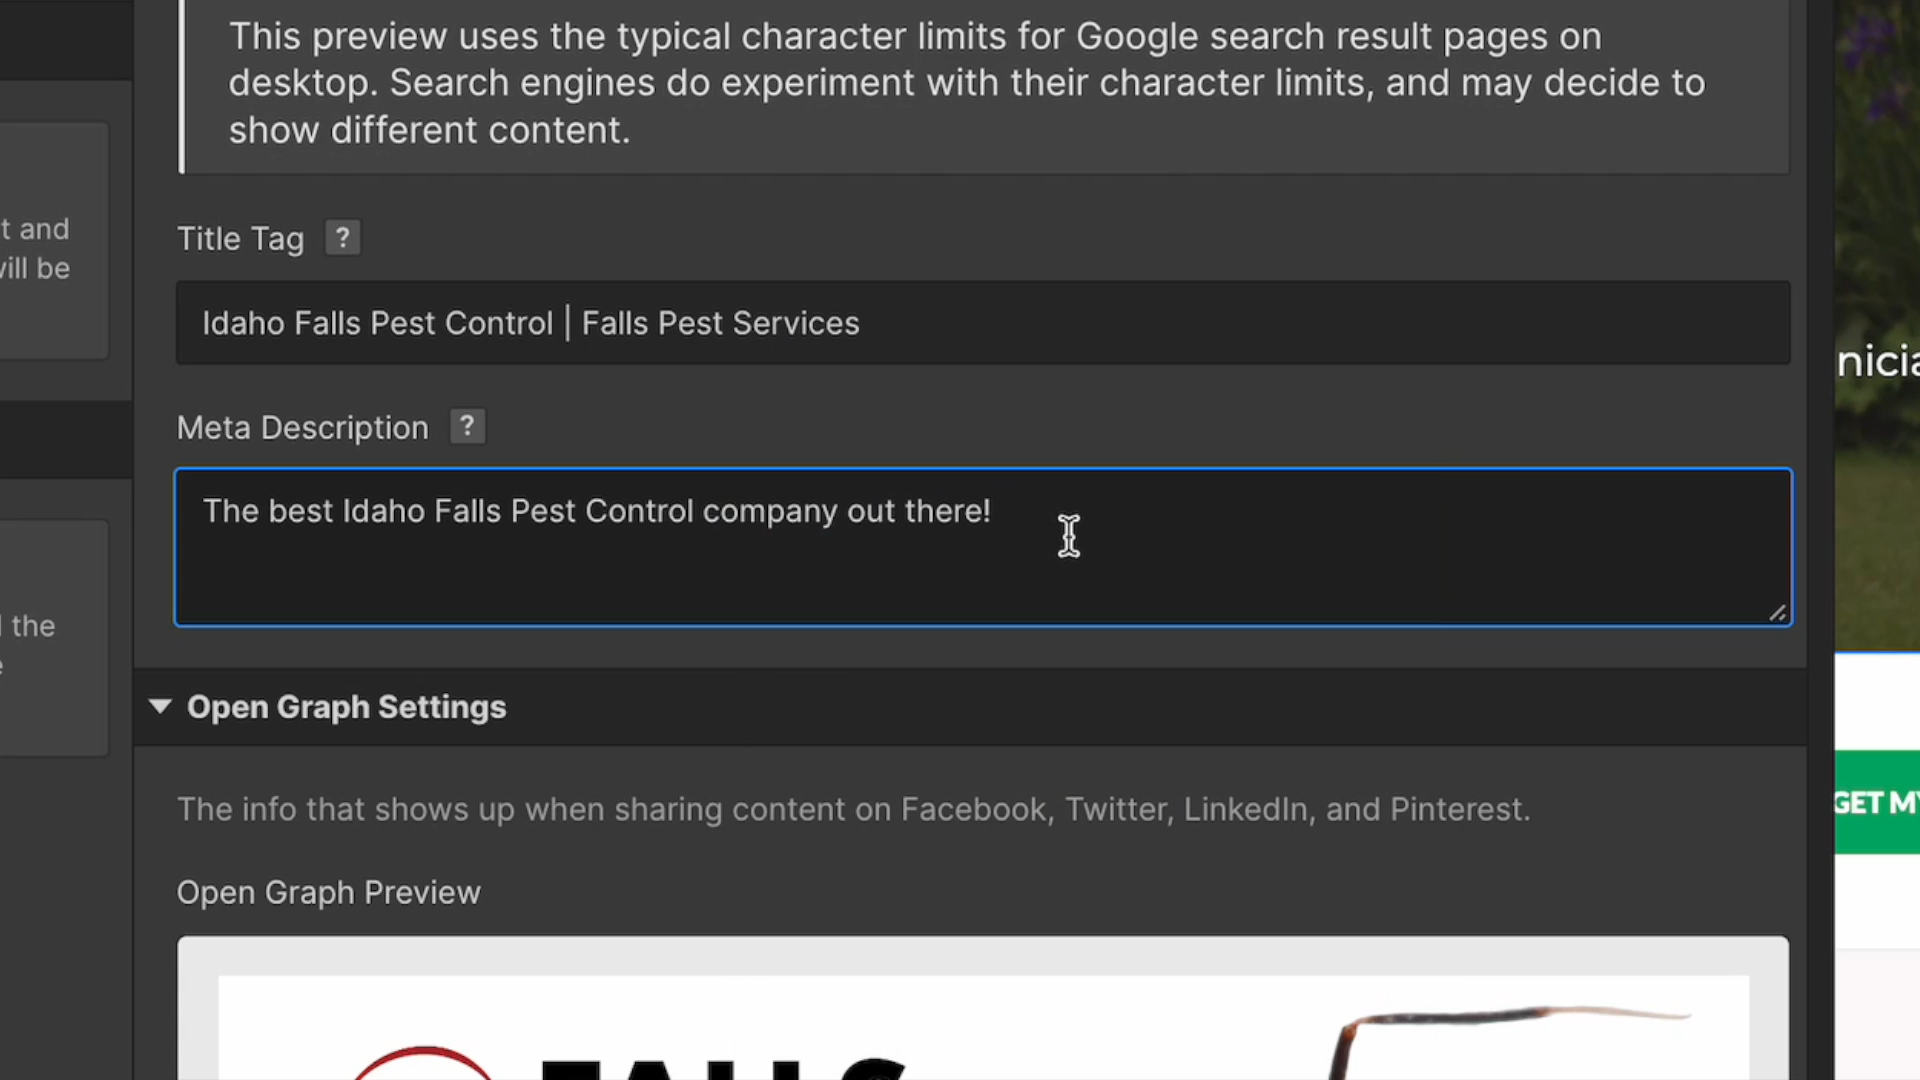 This preview uses the typical character limits for Google search result pages on
desktop. Search engines do experiment with their character limits, and may decide to
show different content.
t and
will be
Title Tag ?
Idaho Falls Pest Control | Falls Pest Services
nicia
Meta Description ?
The best Idaho Falls Pest Control company out there!
the
Open Graph Settings
The info that shows up when sharing content on Facebook, Twitter, LinkedIn, and Pinterest.
GET MY
Open Graph Preview
FALLS